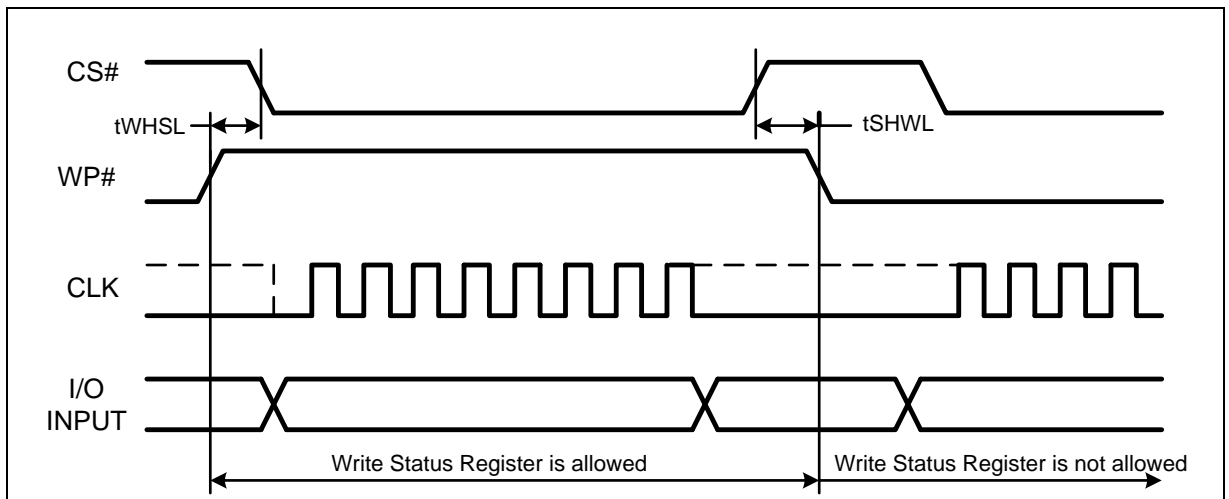 CS#
tWHSL
tSHWL
WP#
CLK
I/O
INPUT
Write Status Register is allowed
Write Status Register is not allowed